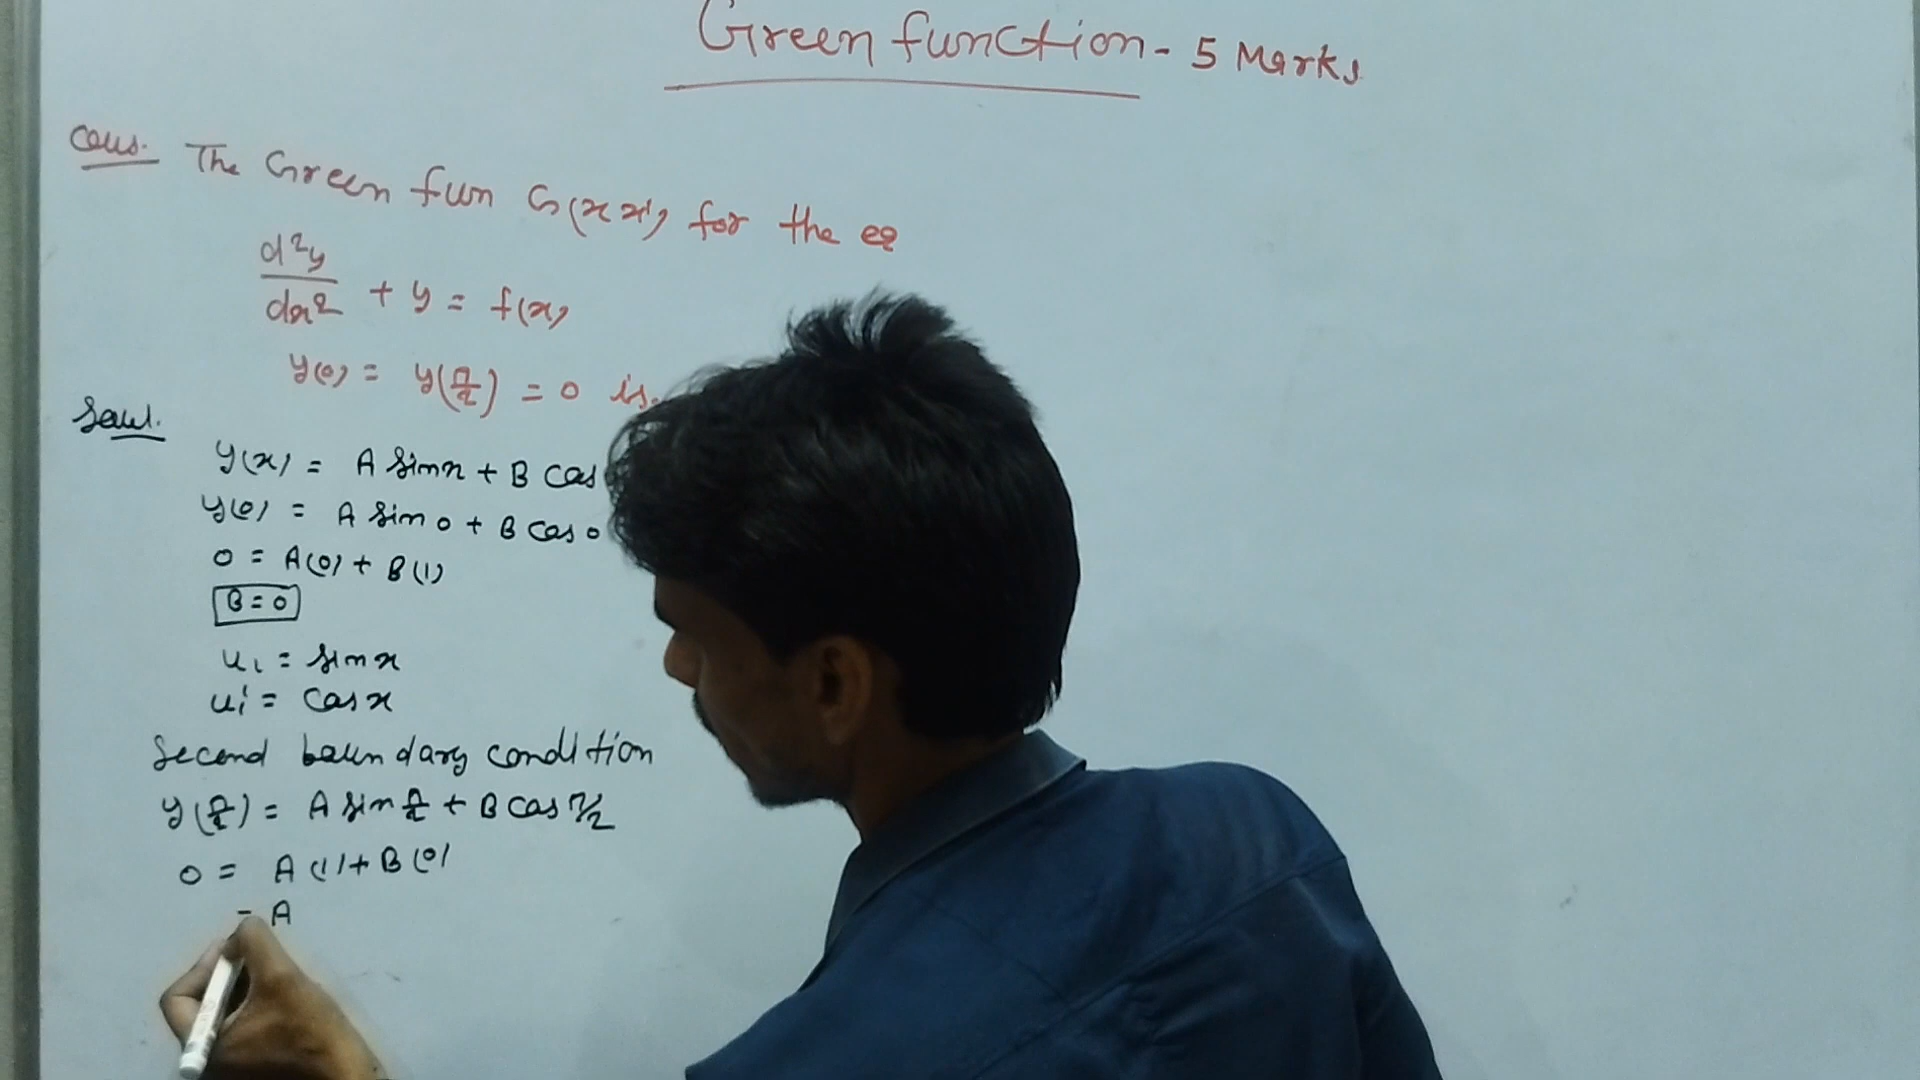 Green function - 5 Marks
Ques. The Green fun G(x x') for the eq
d²y/dx² + y = f(x)
y(0) = y(π/2) = 0 is.
Soul.
y(x) = A sinx + B cos
y(0) = A sin 0 + B cos 0
0 = A(0) + B(1)
B = 0
u₁ = sinx
u₁' = cosx
Second boundary condition
y(π/2) = A sin π/2 + B cos π/2
0 = A(1) + B(0)
= A